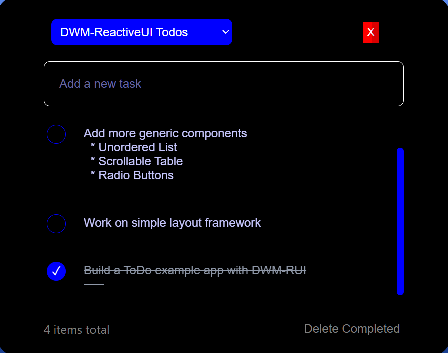 DWM-ReactiveUI Todos
X
Add a new task
Add more generic components
* Unordered List
* Scrollable Table
* Radio Buttons
Work on simple layout framework
Build a ToDo example app with DWM-RUI
4 items total
Delete Completed